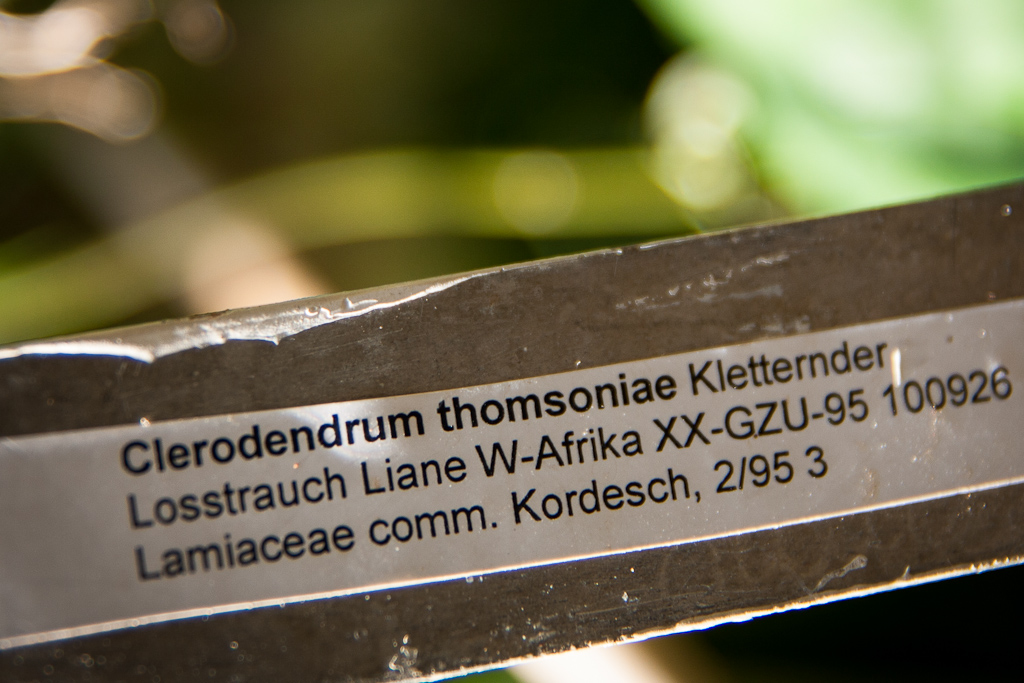 Clerodendrum thomsoniae Kletternder
Losstrauch Liane W-Afrika XX-GZU-95 100926
Lamiaceae comm. Kordesch, 2/95 3